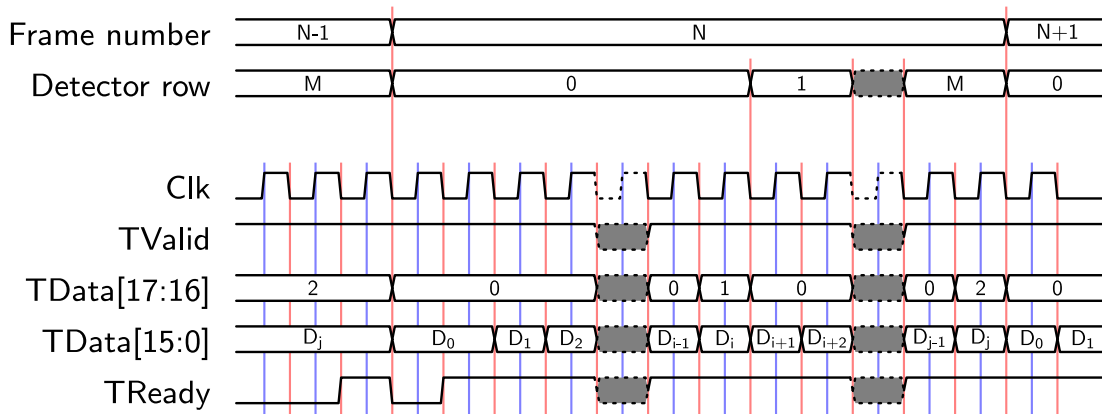 Frame number N-1 N N+1
Detector row M 0 1 M 0
Clk
TValid
TData[17:16] 2 0 0 1 0 0 2 0
TData[15:0] Dj D0 D1 D2 Di-1 Di Di+1 Di+2 Dj-1 Dj D0 D1
TReady